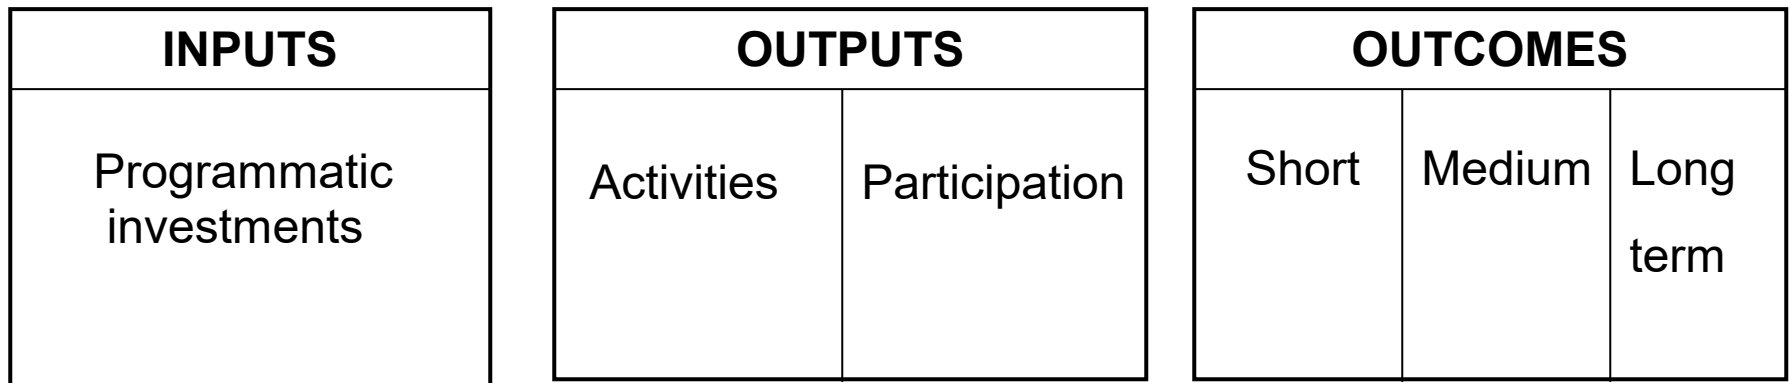 INPUTS
Programmatic
investments
OUTPUTS
Activities
Participation
OUTCOMES
Short
Medium
Long
term